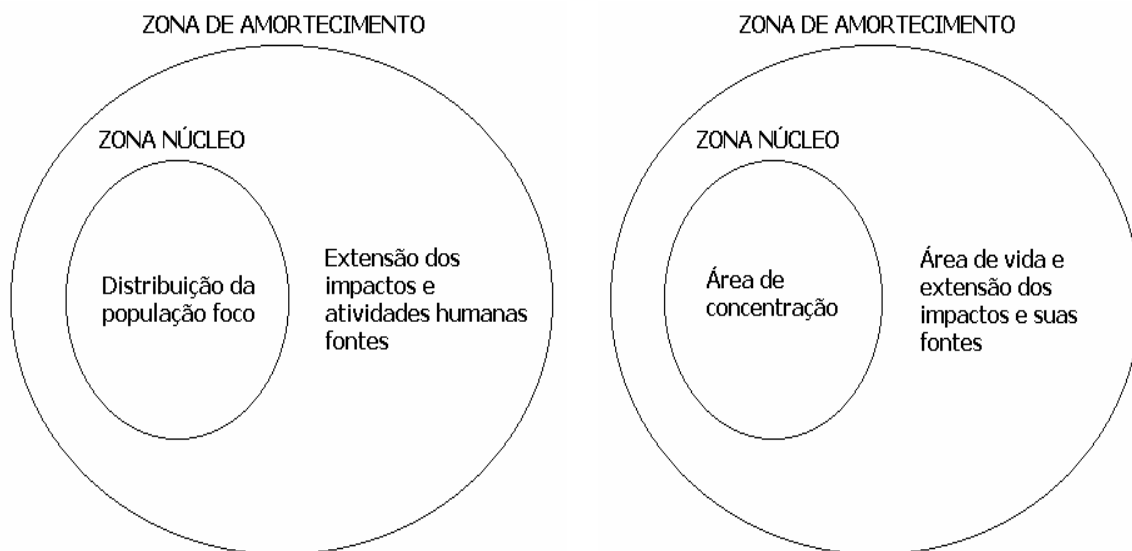 ZONA DE AMORTECIMENTO
ZONA NÚCLEO
Distribuição da
população foco
Extensão dos
impactos e
atividades humanas
fontes
ZONA DE AMORTECIMENTO
ZONA NÚCLEO
Área de
concentração
Área de vida e
extensão dos
impactos e suas
fontes